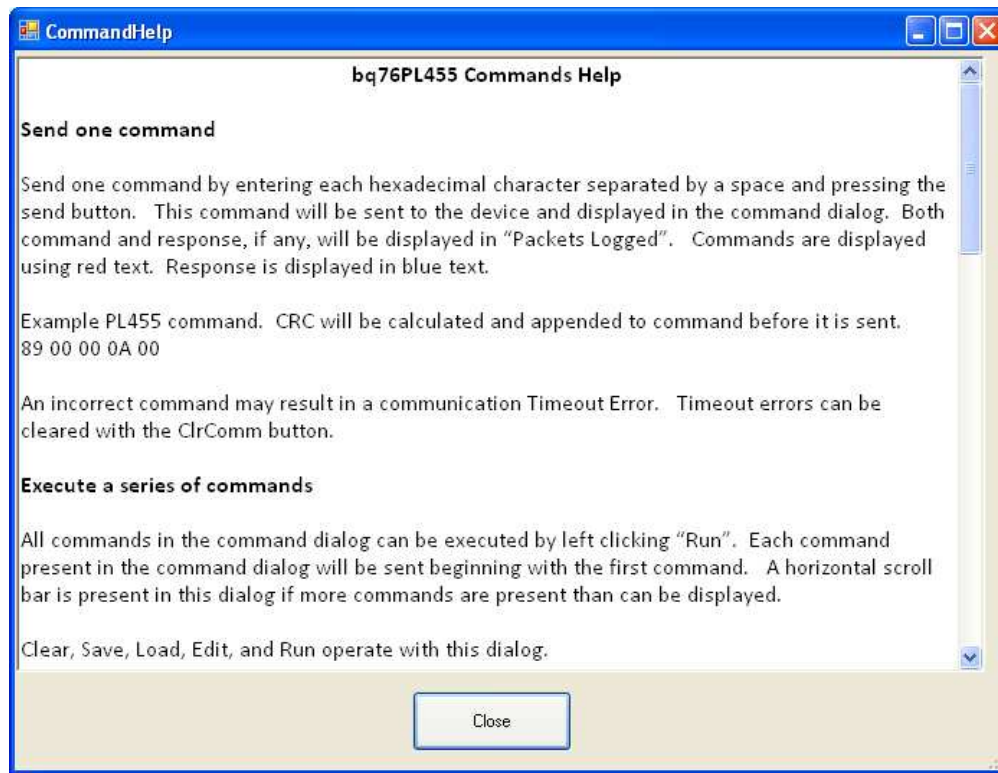 CommandHelp
bq76PL455 Commands Help
Send one command
Send one command by entering each hexadecimal character separated by a space and pressing the
send button. This command will be sent to the device and displayed in the command dialog. Both
command and response, if any, will be displayed in “Packets Logged”. Commands are displayed
using red text. Response is displayed in blue text.
Example PL455 command. CRC will be calculated and appended to command before it is sent.
89 00 00 0A 00
An incorrect command may result in a communication Timeout Error. Timeout errors can be
cleared with the ClrComm button.
Execute a series of commands
All commands in the command dialog can be executed by left clicking “Run”. Each command
present in the command dialog will be sent beginning with the first command. A horizontal scroll
bar is present in this dialog if more commands are present than can be displayed.
Clear, Save, Load, Edit, and Run operate with this dialog.
Close